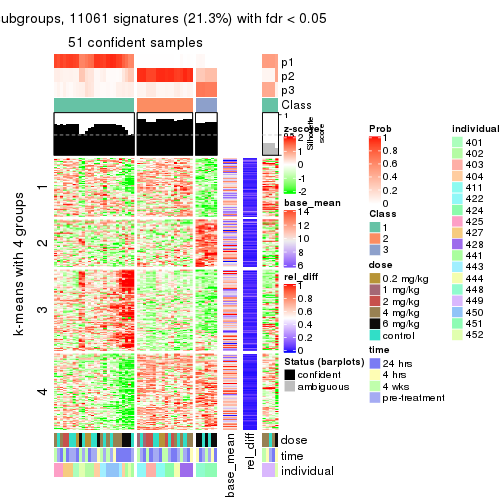 ubgroups, 11061 signatures (21.3%) with fdr < 0.05
51 confident samples
p1
p2
p3
Class
1
Silhouette
score
k-means with 4 groups
1
2
3
4
dose
time
individual
base_mean
rel_diff
z-score
2
1
0
-1
-2
base_mean
14
12
10
8
6
rel_diff
1
0.8
0.6
0.4
0.2
0
Status (barplots)
confident
ambiguous
Prob
1
0.8
0.6
0.4
0.2
0
Class
1
2
3
dose
0.2 mg/kg
1 mg/kg
2 mg/kg
4 mg/kg
6 mg/kg
control
time
24 hrs
4 hrs
4 wks
pre-treatment
individual
401
402
403
404
411
422
424
425
427
428
441
443
444
448
449
450
451
452